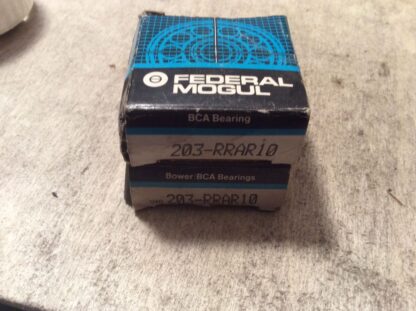 FEDERAL
MOGUL
BCA Bearing
203-RRAR10
Bower/BCA Bearings
203-RRAR10